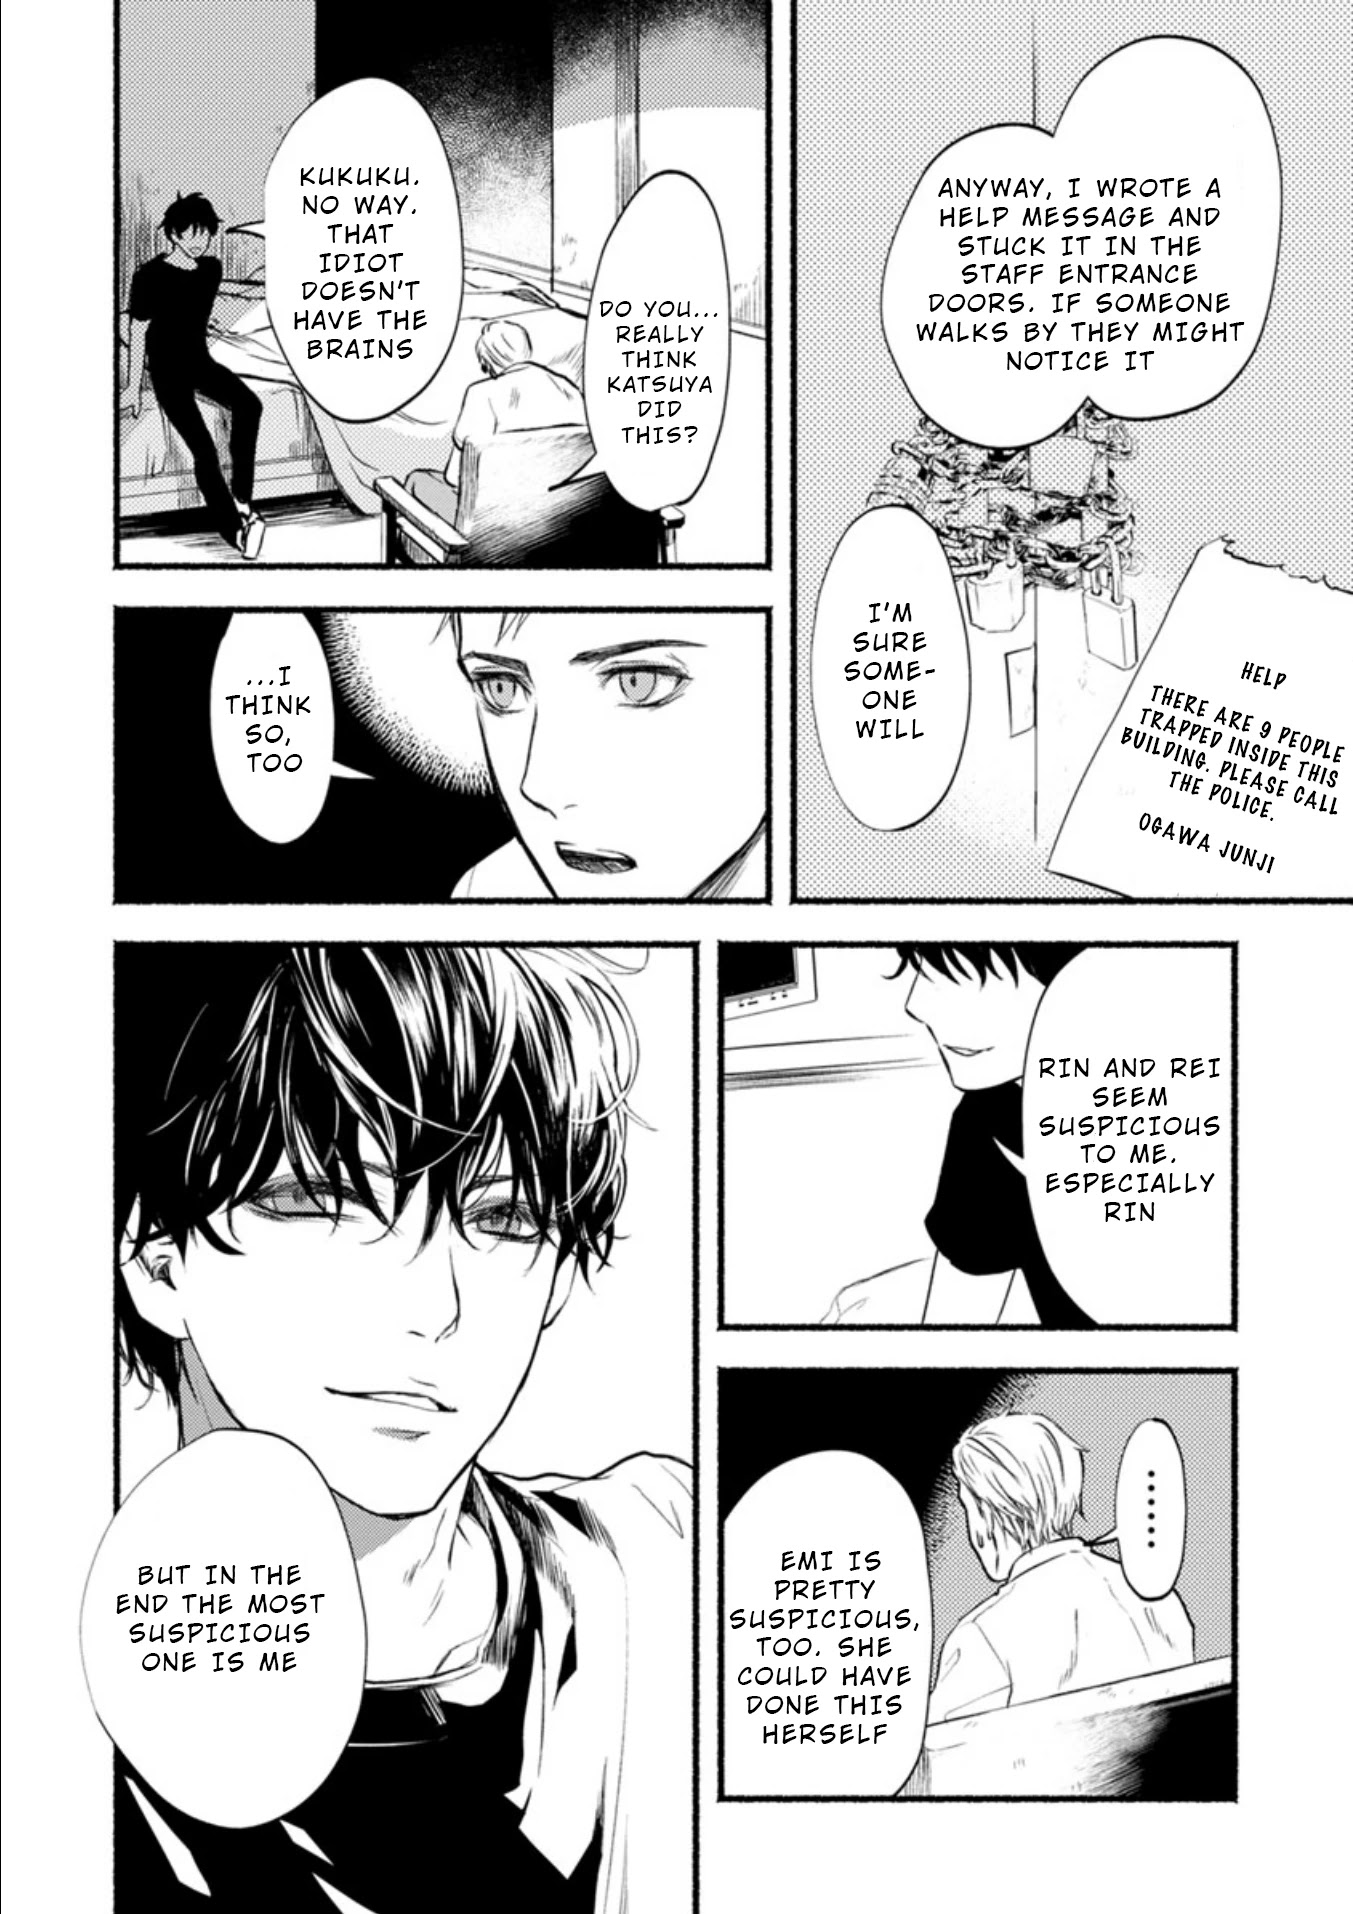 ANYWAY, I WROTE A
HELP MESSAGE AND
STUCK IT IN THE
STAFF ENTRANCE
DOORS. IF SOMEONE
WALKS BY THEY MIGHT
NOTICE IT
I'M
SURE
SOME-
ONE
WILL
HELP
THERE ARE 9 PEOPLE
TRAPPED INSIDE THIS
BUILDING. PLEASE CALL
THE POLICE.
OGAWA JUNJI
DO YOU...
REALLY
THINK
KATSUYA
DID
THIS?
KUKUKU.
NO WAY.
THAT
IDIOT
DOESN'T
HAVE THE
BRAINS
...I
THINK
SO,
TOO
RIN AND REI
SEEM
SUSPICIOUS
TO ME.
ESPECIALLY
RIN
......
EMI IS
PRETTY
SUSPICIOUS,
TOO. SHE
COULD HAVE
DONE THIS
HERSELF
BUT IN THE
END THE MOST
SUSPICIOUS
ONE IS ME